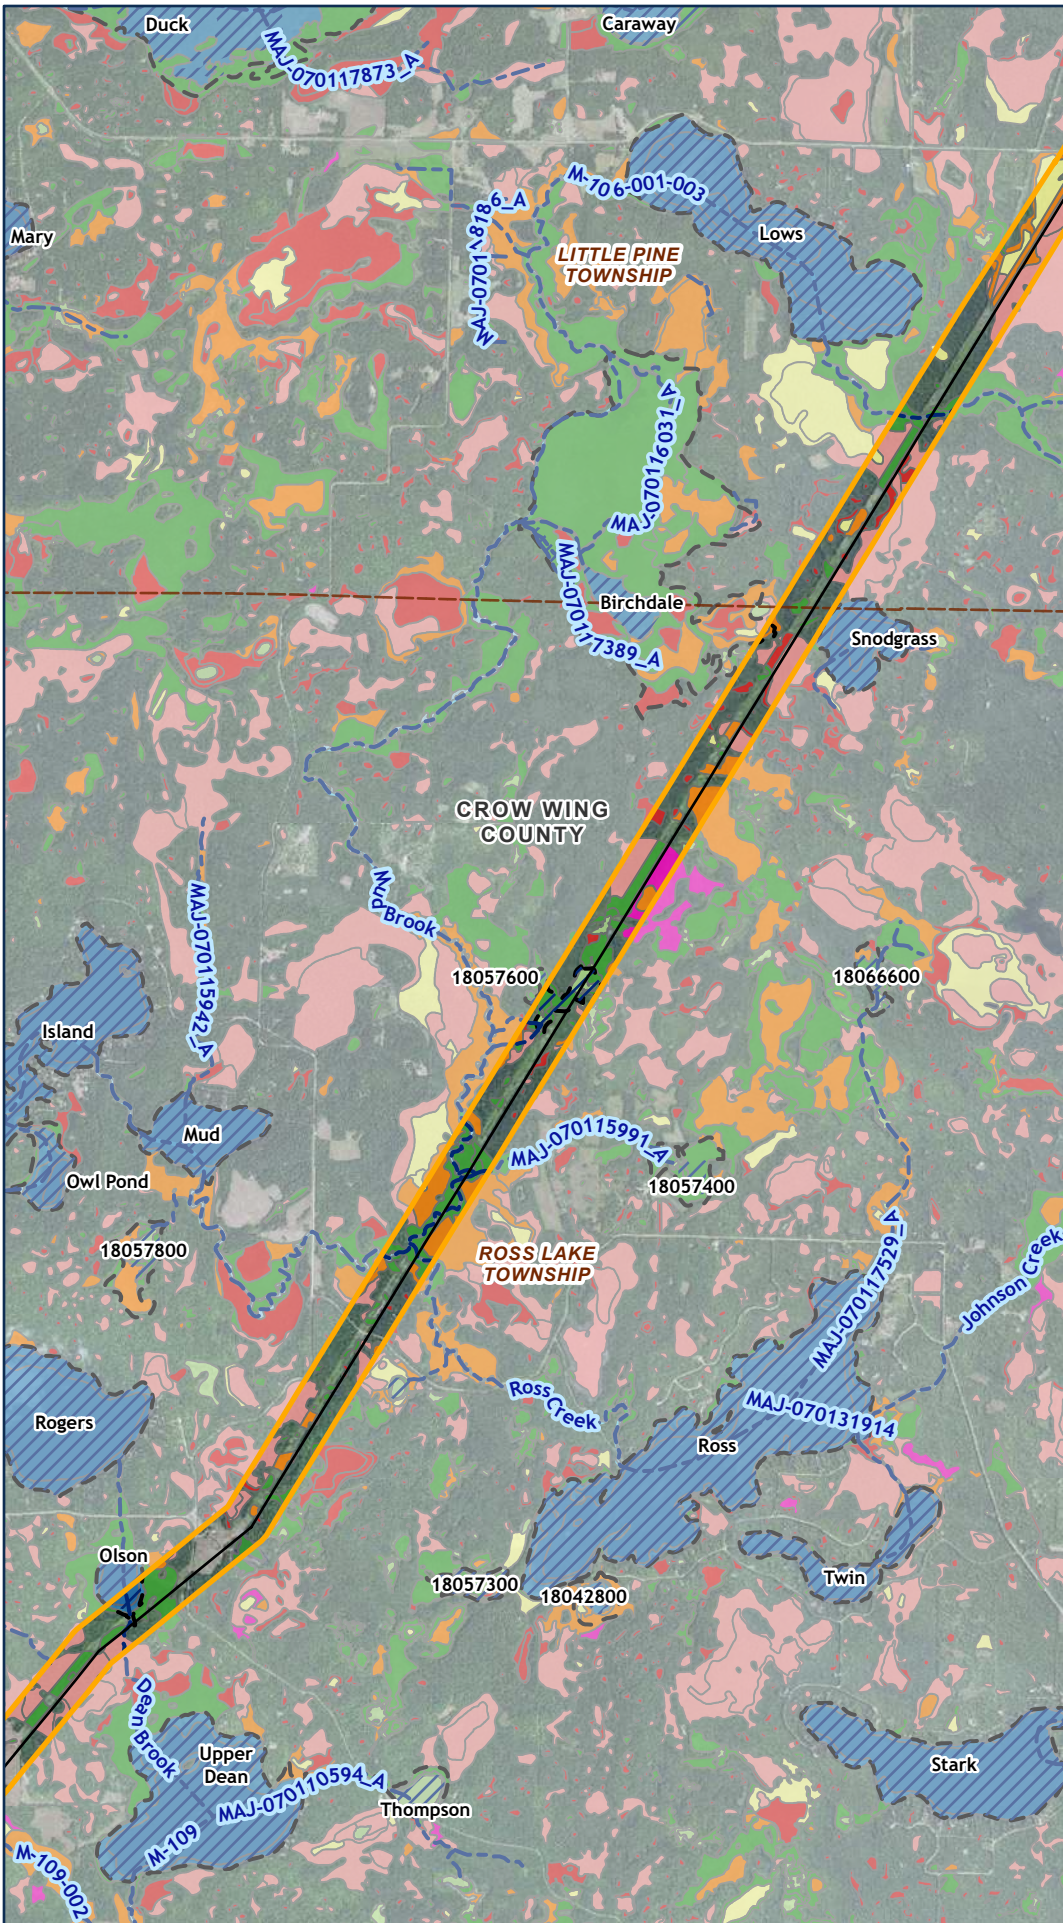 Duck
Caraway
MAJ-070117873_A
M-106-001-003
MAJ-070118186_A
Mary
Lows
LITTLE PINE
TOWNSHIP
MAJ-070116031_A
Birchdale
MAJ-070117389_A
Snodgrass
CROW WING
COUNTY
Mud Brook
MAJ-070115942_A
18057600
18066600
Island
Mud
MAJ-070115991_A
Owl Pond
18057400
18057800
ROSS LAKE
TOWNSHIP
MAJ-070117529_A
Johnson Creek
Ross Creek
MAJ-070131914
Rogers
Ross
Olson
18057300
18042800
Twin
Dean Brook
Upper
Dean
MAJ-070110594_A
Stark
Thompson
M-109
M-109-002